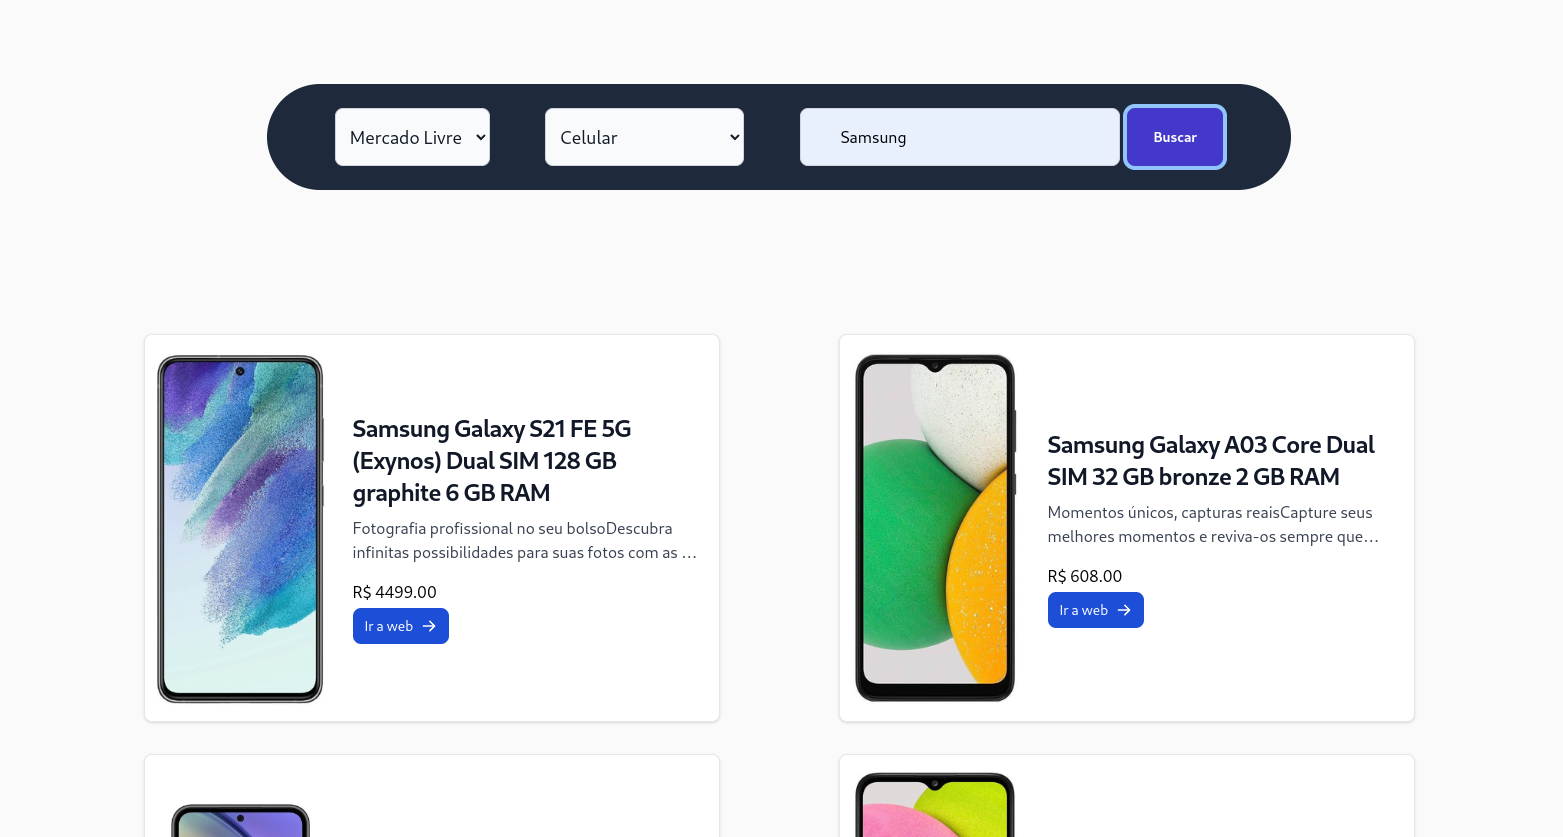 Mercado Livre
Celular
Samsung
Buscar
Samsung Galaxy S21 FE 5G
(Exynos) Dual SIM 128 GB
graphite 6 GB RAM
Fotografia profissional no seu bolsoDescubra
infinitas possibilidades para suas fotos com as ...
R$ 4499.00
Ir a web
Samsung Galaxy A03 Core Dual
SIM 32 GB bronze 2 GB RAM
Momentos únicos, capturas reaisCapture seus
melhores momentos e reviva-os sempre que...
R$ 608.00
Ir a web